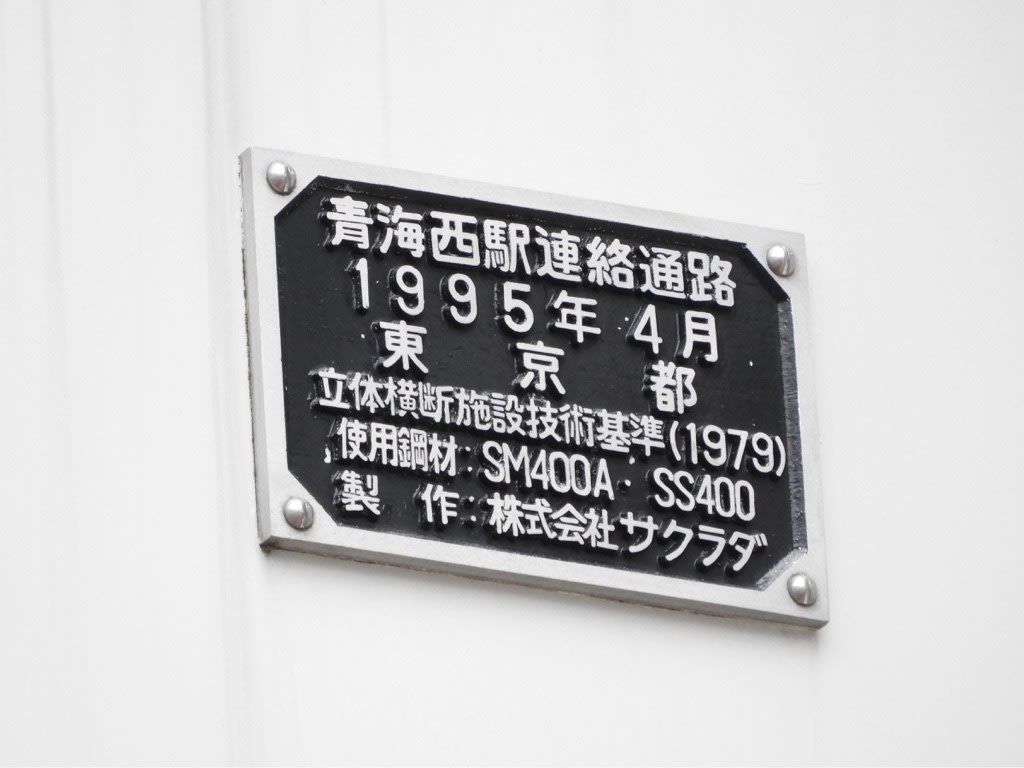 青海西駅連絡通路
1995年4月
東京都
立体横断施設技術基準(1979)
使用鋼材:SM400A・SS400
製作:株式会社サクラダ